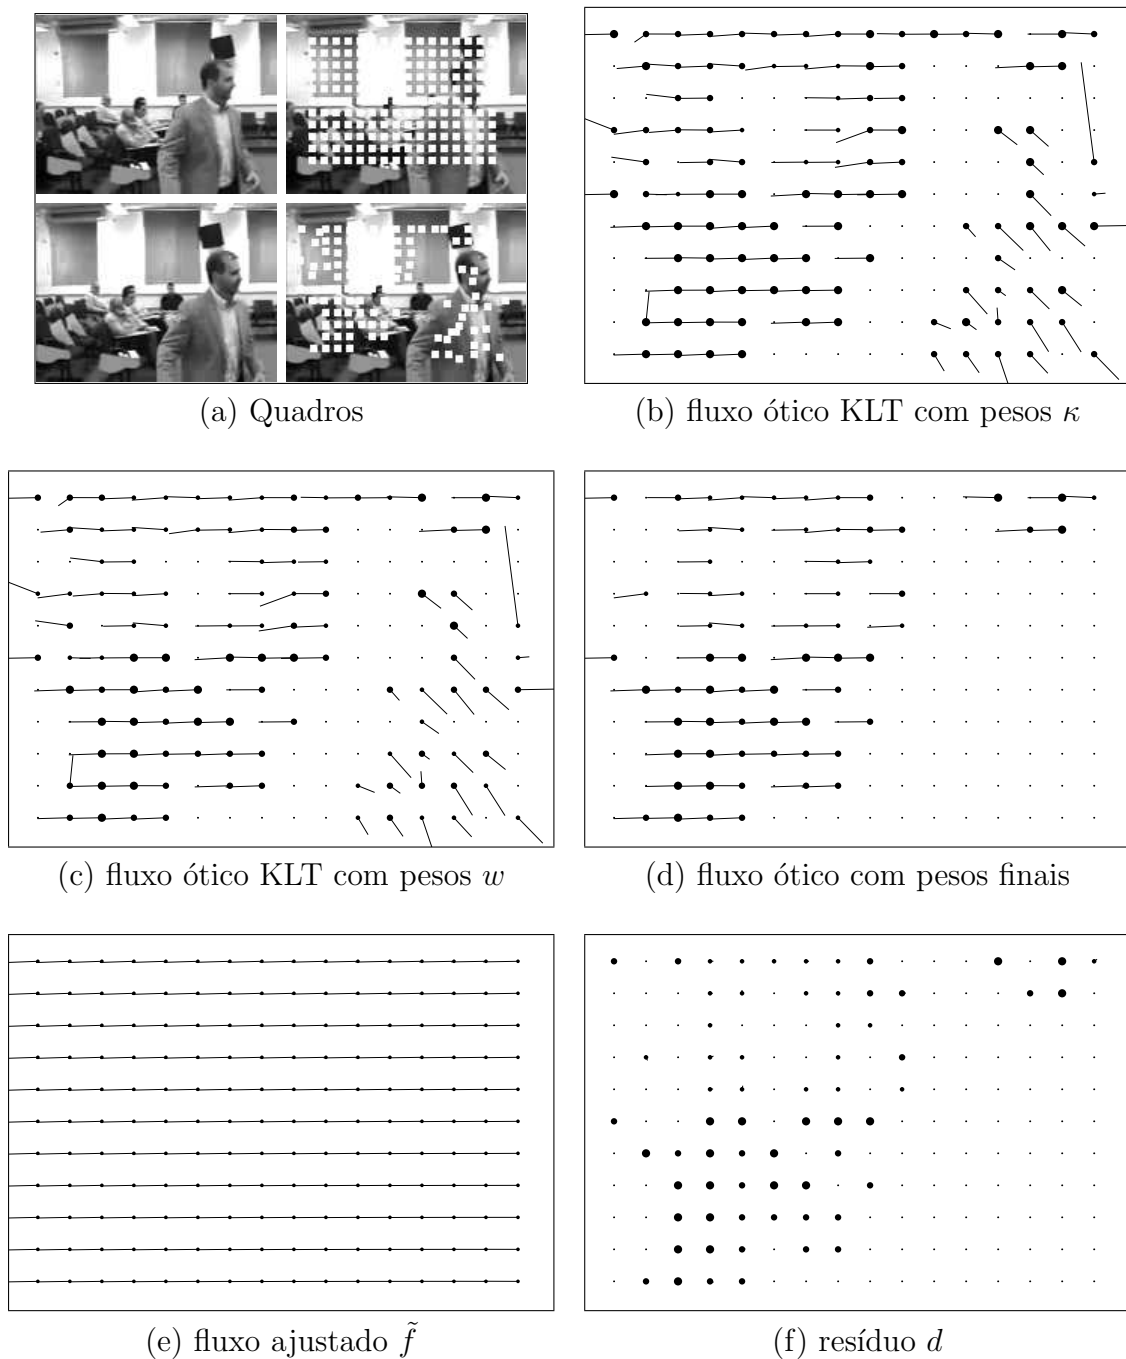 (a) Quadros
(b) fluxo ótico KLT com pesos κ
(c) fluxo ótico KLT com pesos w
(d) fluxo ótico com pesos finais
(e) fluxo ajustado f̃
(f) resíduo d